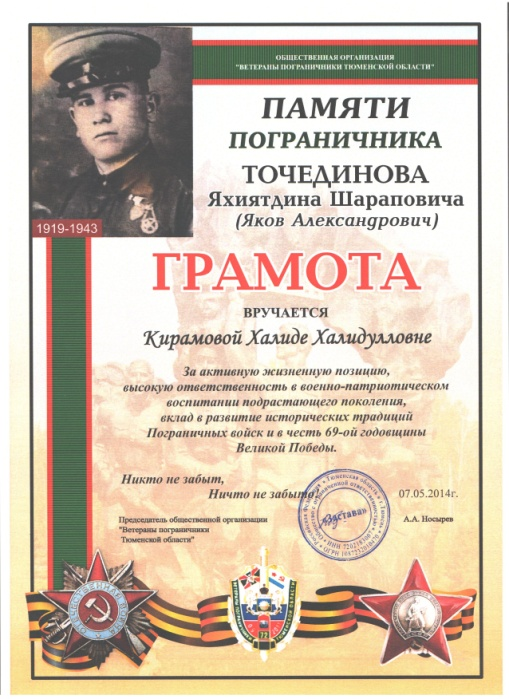 ОБЩЕСТВЕННАЯ ОРГАНИЗАЦИЯ
"ВЕТЕРАНЫ ПОГРАНИЧНИКИ ТЮМЕНСКОЙ ОБЛАСТИ"
ПАМЯТИ
ПОГРАНИЧНИКА
ТОЧЕДИНОВА
Яхиятдина Шараповича
(Яков Александрович)
1919-1943
ГРАМОТА
ВРУЧАЕТСЯ
Кирамовой Халиде Халидулловне
За активную жизненную позицию,
высокую ответственность в военно-патриотическом
воспитании подрастающего поколения,
вклад в развитие исторических традиций
Пограничных войск и в честь 69-ой годовщины
Великой Победы.
Никто не забыт,
Ничто не забыто!
07.05.2014г.
"Застава"
Председатель общественной организации
"Ветераны пограничники
Тюменской области"
А.А. Носырев